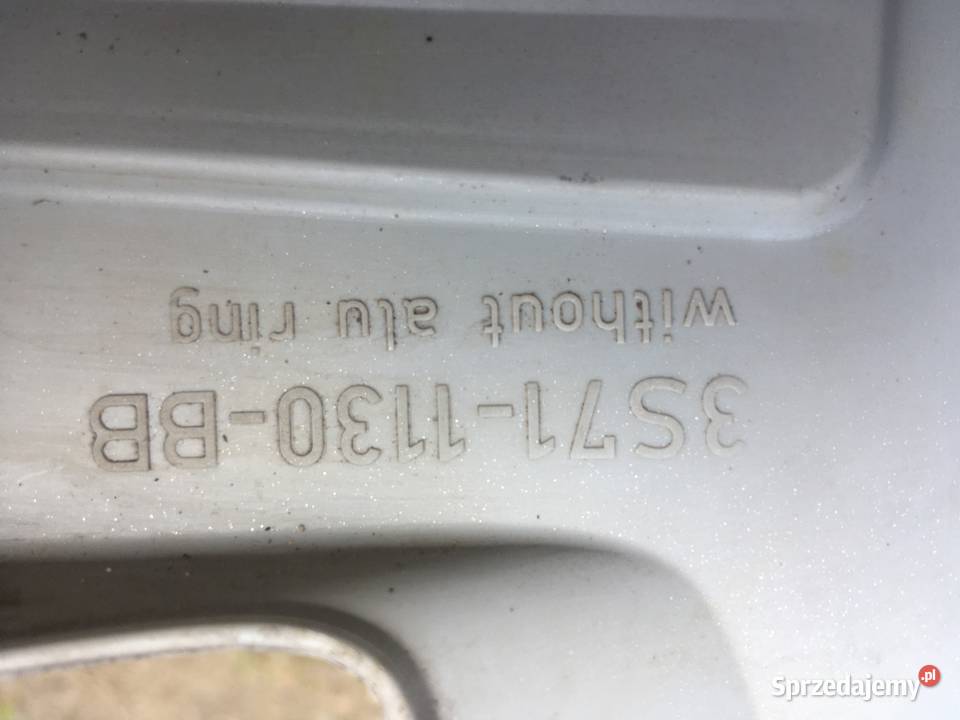 3S71-1130-BB
without alu ring
Sprzedajemy.pl